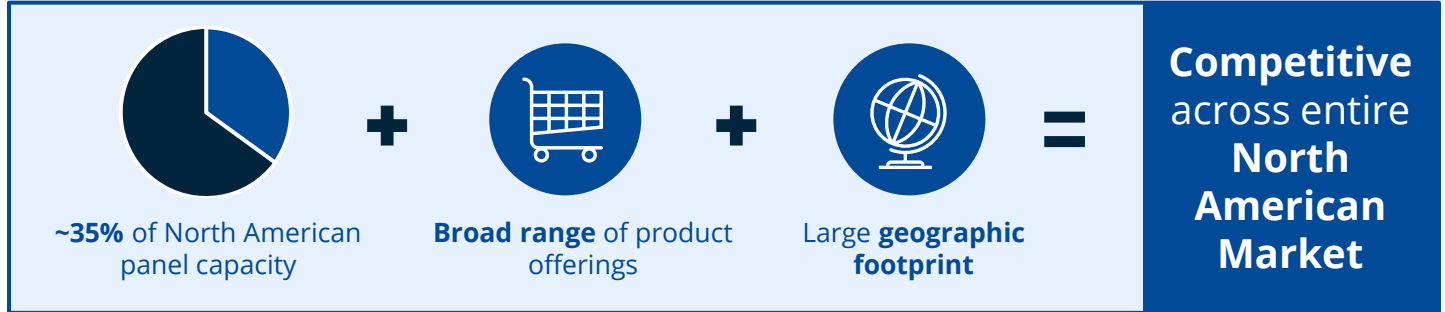 ~35% of North American
panel capacity
+
Broad range of product
offerings
+
Large geographic
footprint
=
Competitive
across entire
North
American
Market